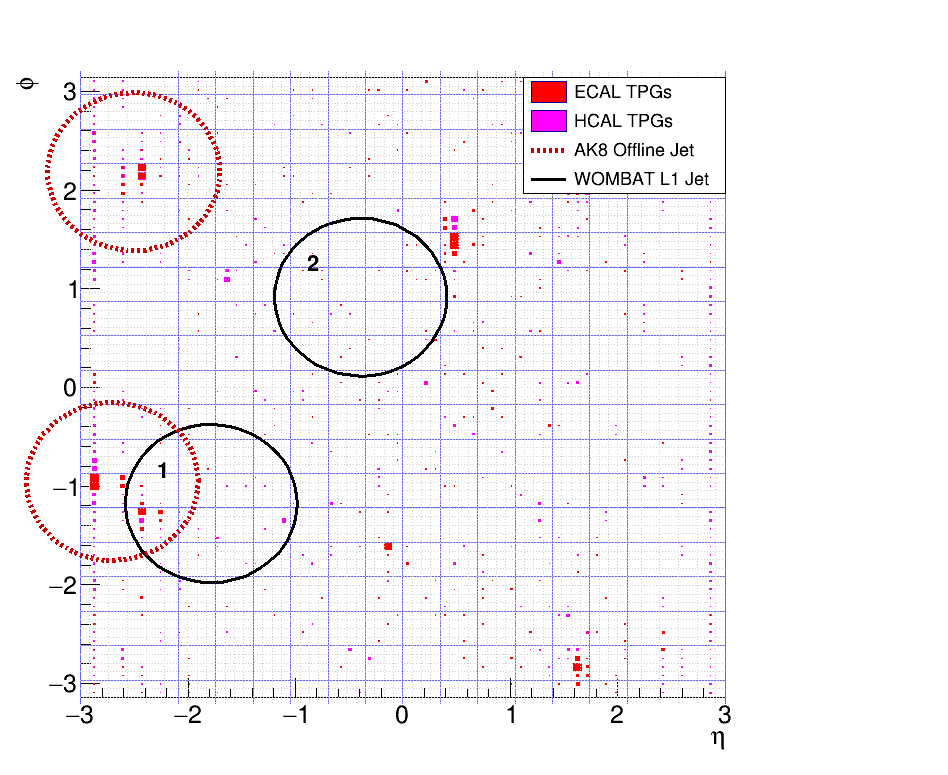 φ
3
2
1
0
−1
−2
−3
ECAL TPGs
HCAL TPGs
AK8 Offline Jet
WOMBAT L1 Jet
2
1
−3 −2 −1 0 1 2 3
η